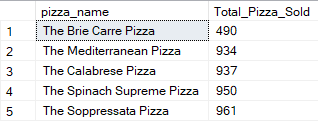 pizza_name Total_Pizza_Sold
1 The Brie Carre Pizza 490
2 The Mediterranean Pizza 934
3 The Calabrese Pizza 937
4 The Spinach Supreme Pizza 950
5 The Soppressata Pizza 961